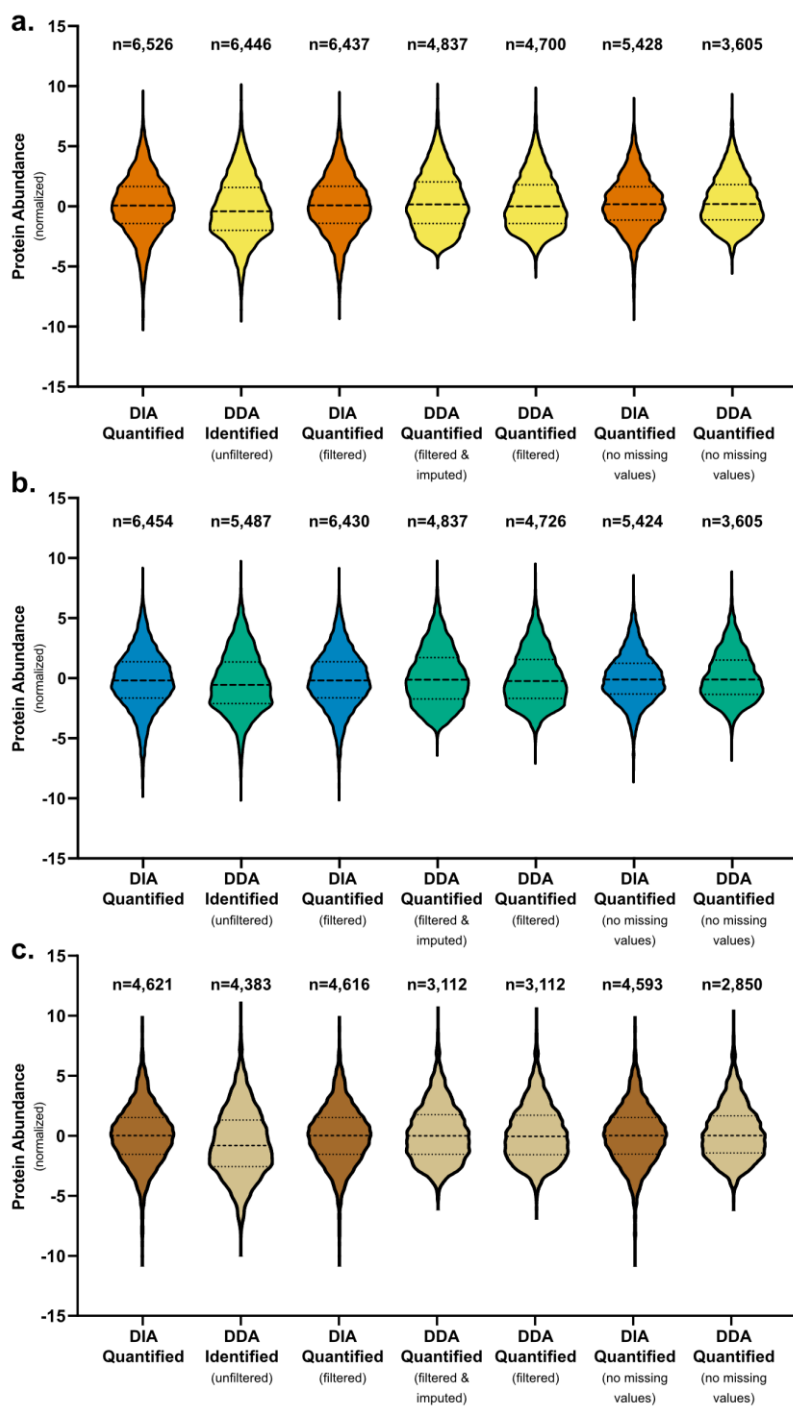 a.
n=6,526 n=6,446 n=6,437 n=4,837 n=4,700 n=5,428 n=3,605
Protein Abundance
(normalized)
15
10
5
0
-5
-10
-15
DIA DDA DIA DDA DDA DIA DDA
Quantified Identified Quantified Quantified Quantified Quantified Quantified
(unfiltered) (filtered) (filtered & (filtered) (no missing (no missing
imputed) values) values)
b.
n=6,454 n=5,487 n=6,430 n=4,837 n=4,726 n=5,424 n=3,605
Protein Abundance
(normalized)
15
10
5
0
-5
-10
-15
DIA DDA DIA DDA DDA DIA DDA
Quantified Identified Quantified Quantified Quantified Quantified Quantified
(unfiltered) (filtered) (filtered & (filtered) (no missing (no missing
imputed) values) values)
c.
n=4,621 n=4,383 n=4,616 n=3,112 n=3,112 n=4,593 n=2,850
Protein Abundance
(normalized)
15
10
5
0
-5
-10
-15
DIA DDA DIA DDA DDA DIA DDA
Quantified Identified Quantified Quantified Quantified Quantified Quantified
(unfiltered) (filtered) (filtered & (filtered) (no missing (no missing
imputed) values) values)